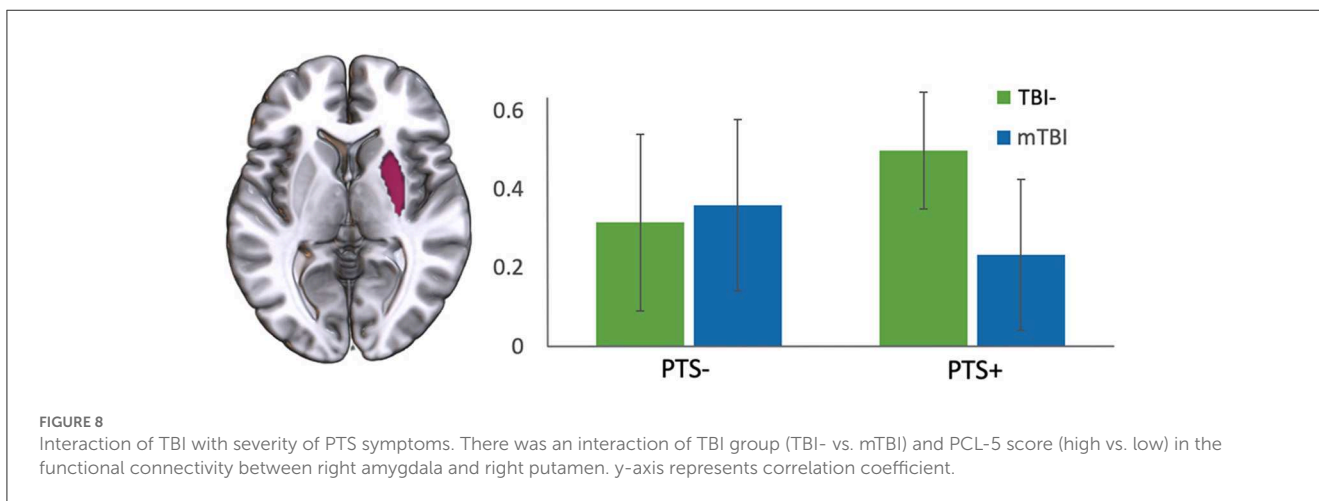 0.6
0.4
0.2
0
TBI-
mTBI
PTS-
PTS+
FIGURE 8
Interaction of TBI with severity of PTS symptoms. There was an interaction of TBI group (TBI- vs. mTBI) and PCL-5 score (high vs. low) in the
functional connectivity between right amygdala and right putamen. y-axis represents correlation coefficient.